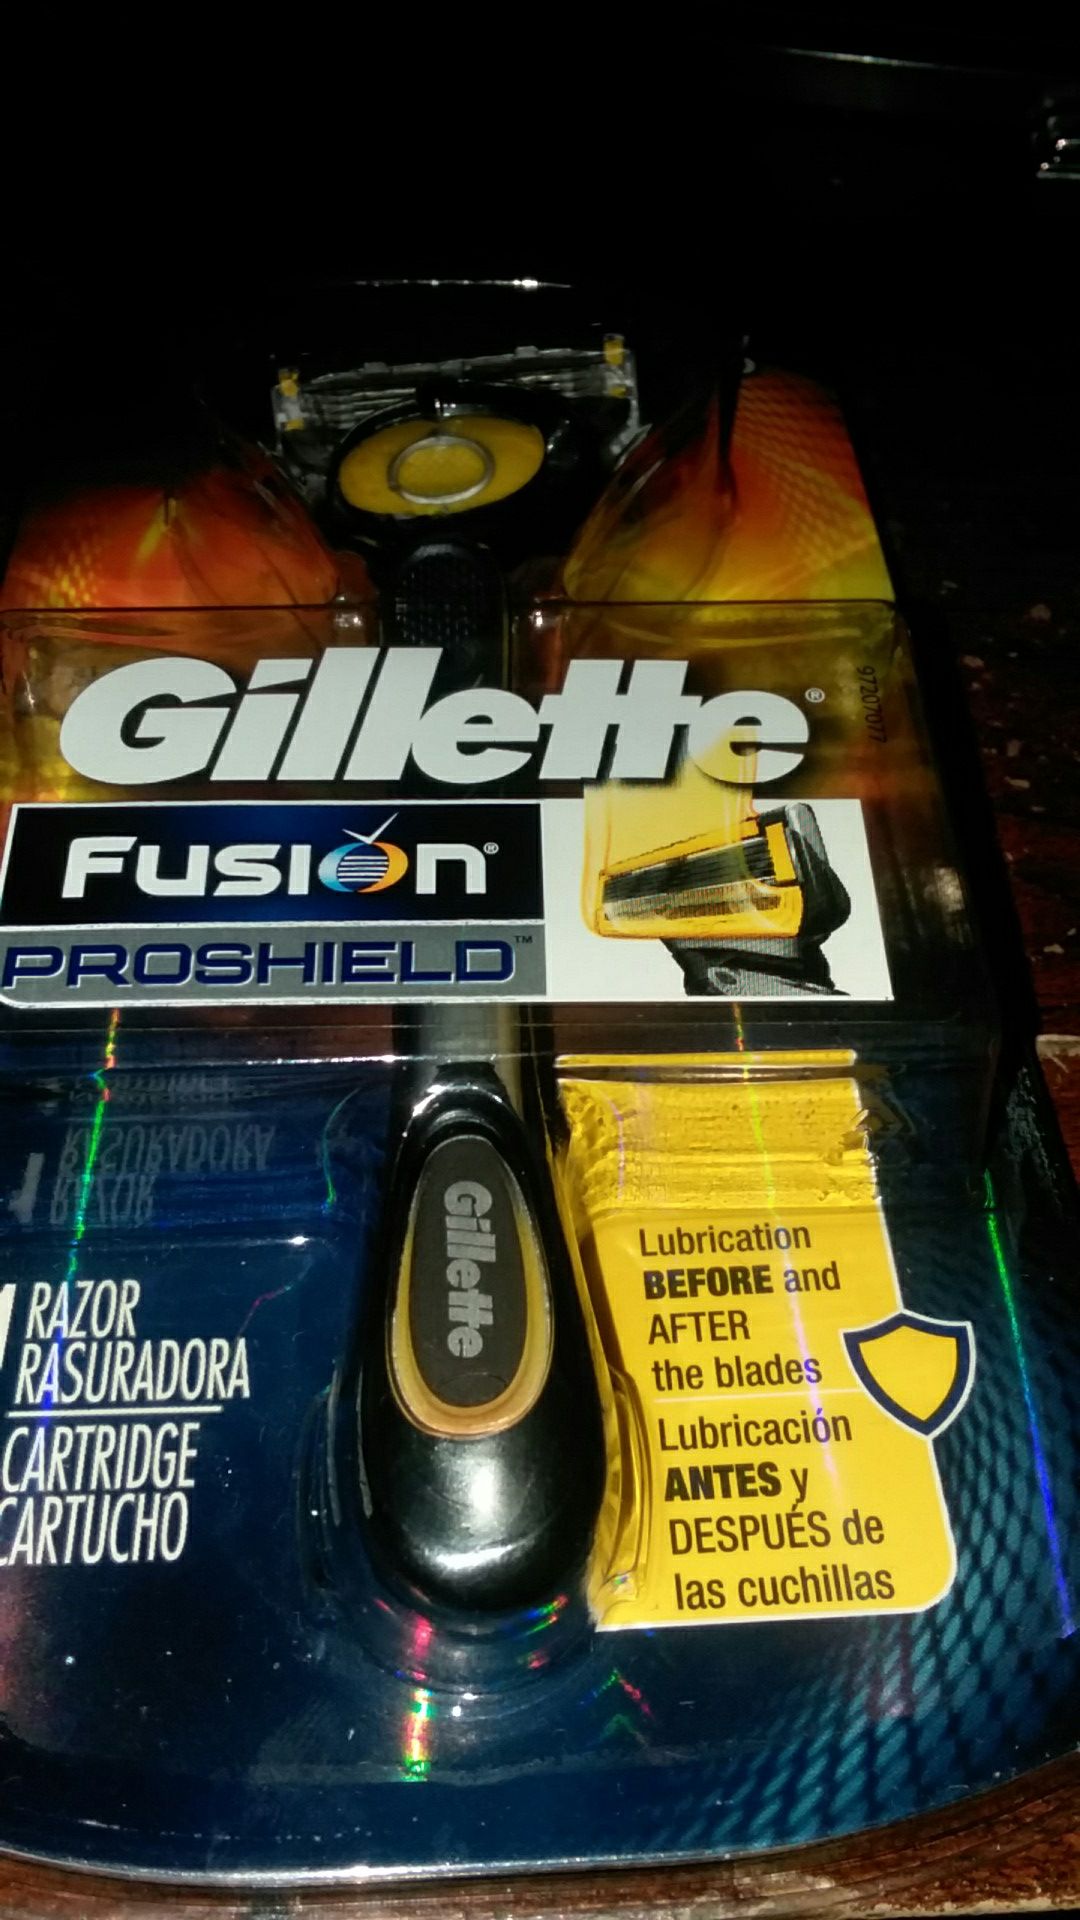 Gillette®
97207077
FUSION®
PROSHIELD™
Gillette
1 RAZOR
RASURADORA
CARTRIDGE
CARTUCHO
Lubrication
BEFORE and
AFTER
the blades
Lubricación
ANTES y
DESPUÉS de
las cuchillas